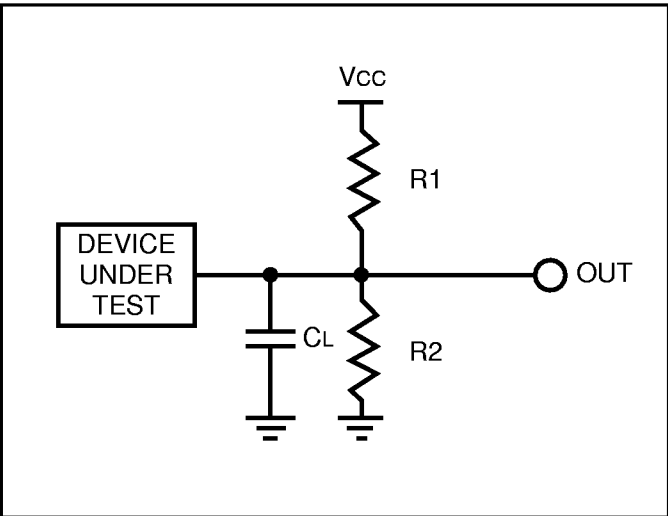 Vcc
R1
DEVICE
UNDER
TEST
OUT
CL
R2